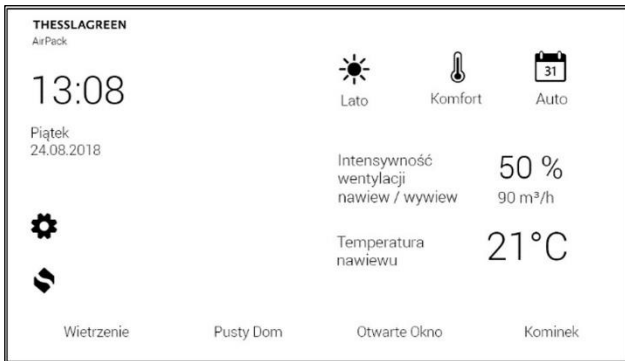 THESSLAGREEN
AirPack
13:08
Piątek
24.08.2018
31
Lato
Komfort
Auto
Intensywność
wentylacji
nawiew / wywiew
50 %
90 m³/h
Temperatura
nawiewu
21°C
Wietrzenie
Pusty Dom
Otwarte Okno
Kominek